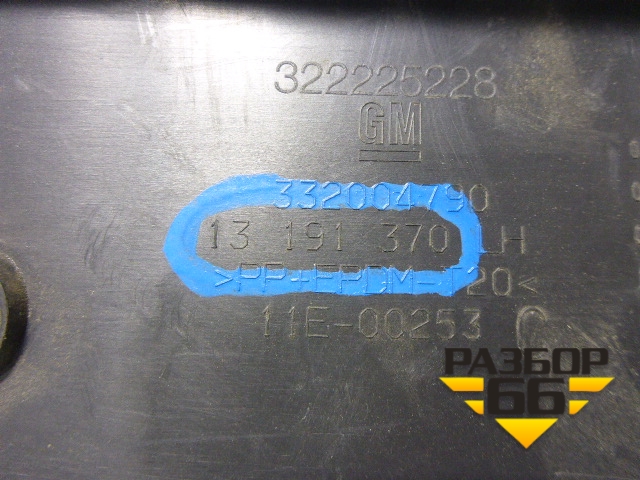 322225228
GM
332004790
13 191 370 LH
>PP+EPDM-T20<
11E-00253 C
РАЗБОР
66